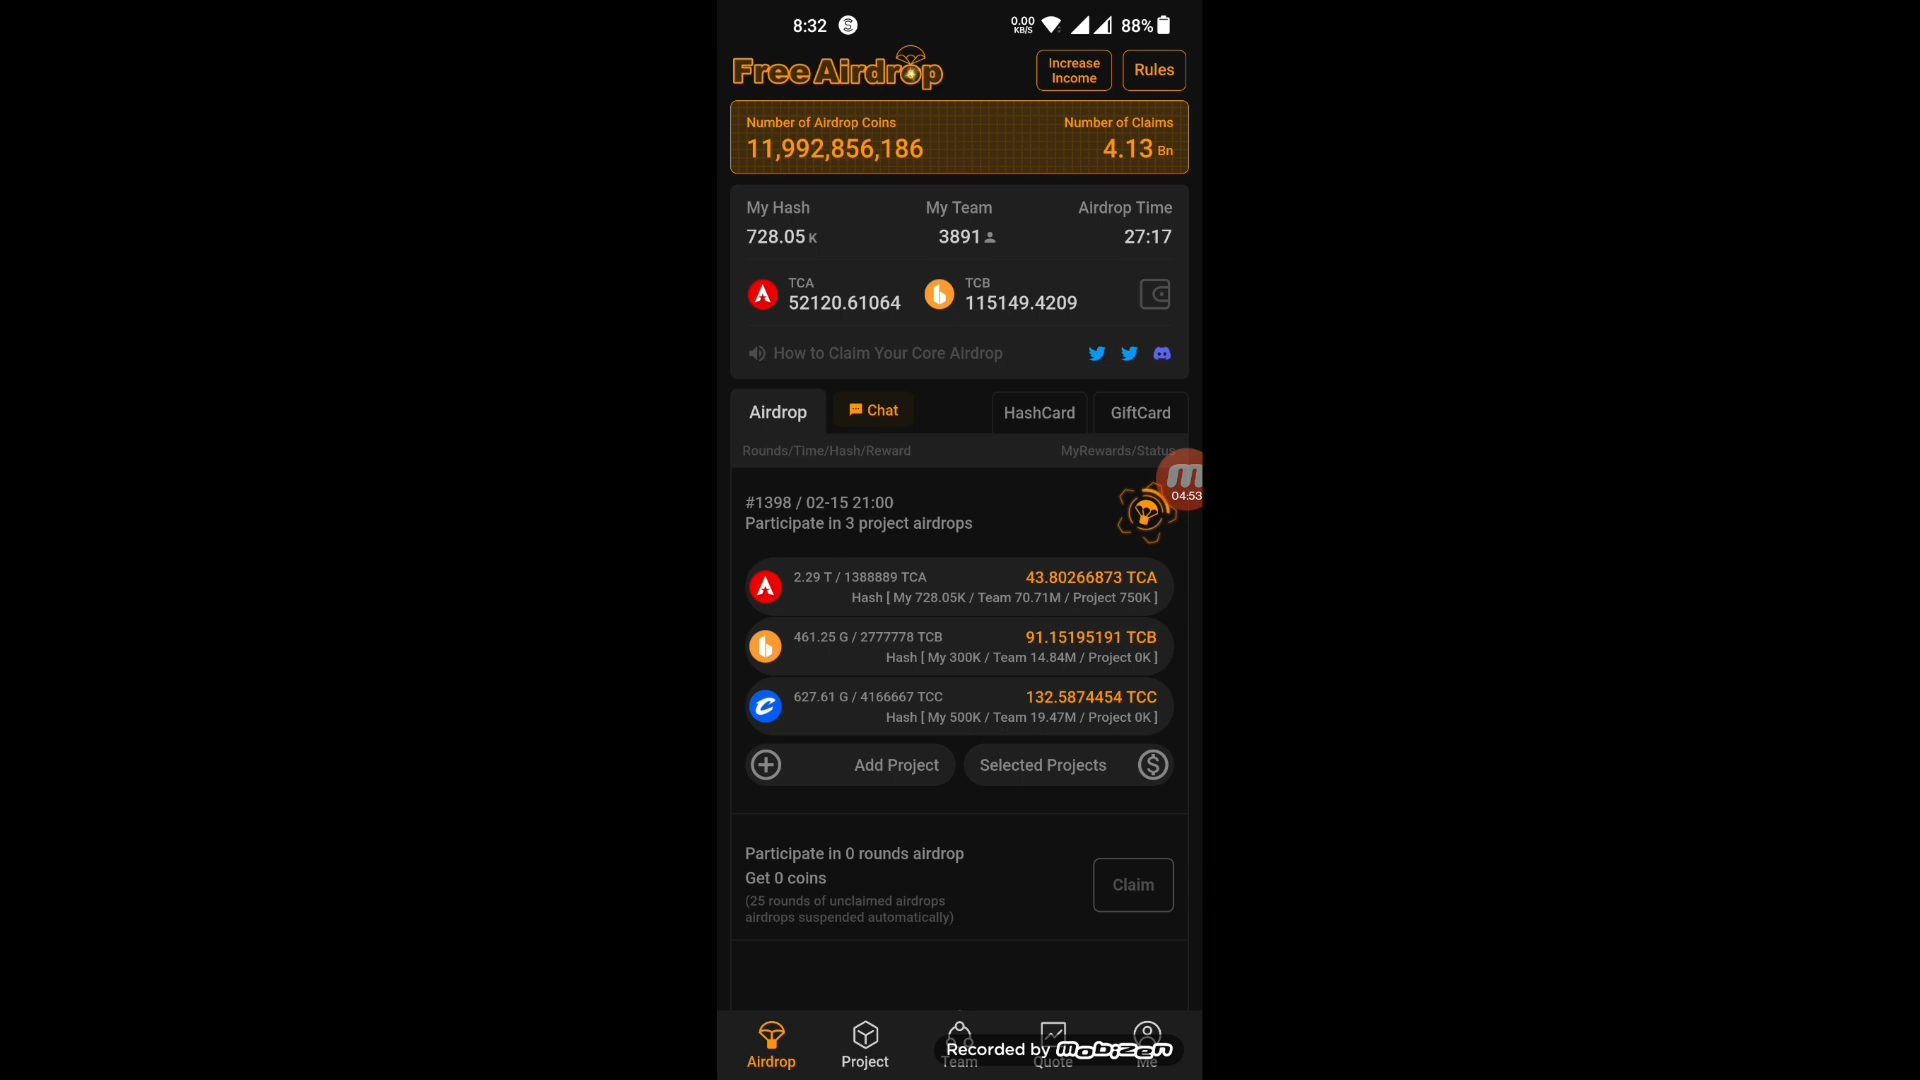 8:32
0.00 KB/S
88%
Free Airdrop
Increase Income
Rules
Number of Airdrop Coins
Number of Claims
11,992,856,186
4.13 Bn
My Hash
My Team
Airdrop Time
728.05 K
3891
27:17
TCA
52120.61064
TCB
115149.4209
How to Claim Your Core Airdrop
Airdrop
Chat
HashCard
GiftCard
Rounds/Time/Hash/Reward
MyRewards/Status
04:53
#1398 / 02-15 21:00
Participate in 3 project airdrops
2.29 T / 1388889 TCA
43.80266873 TCA
Hash [ My 728.05K / Team 70.71M / Project 750K ]
461.25 G / 2777778 TCB
91.15195191 TCB
Hash [ My 300K / Team 14.84M / Project 0K ]
627.61 G / 4166667 TCC
132.5874454 TCC
Hash [ My 500K / Team 19.47M / Project 0K ]
Add Project
Selected Projects
Participate in 0 rounds airdrop
Get 0 coins
(25 rounds of unclaimed airdrops
airdrops suspended automatically)
Claim
Recorded by mobizen
Airdrop
Project
Team
Quote
Me